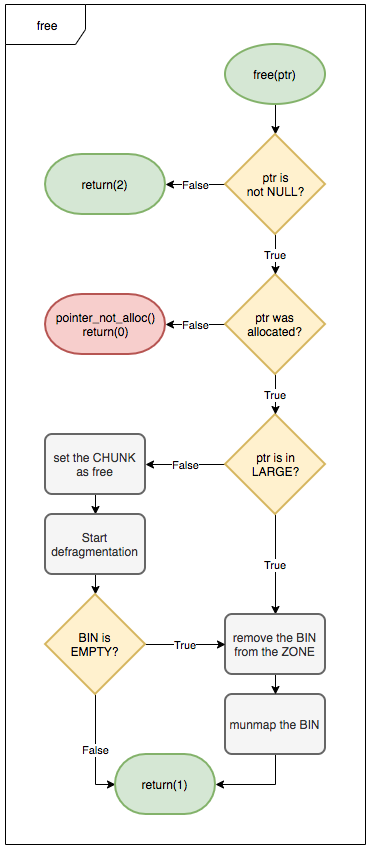 free
free(ptr)
ptr is
not NULL?
False
return(2)
True
ptr was
allocated?
False
pointer_not_alloc()
return(0)
True
ptr is in
LARGE?
False
set the CHUNK
as free
Start
defragmentation
True
BIN is
EMPTY?
True
remove the BIN
from the ZONE
munmap the BIN
False
return(1)